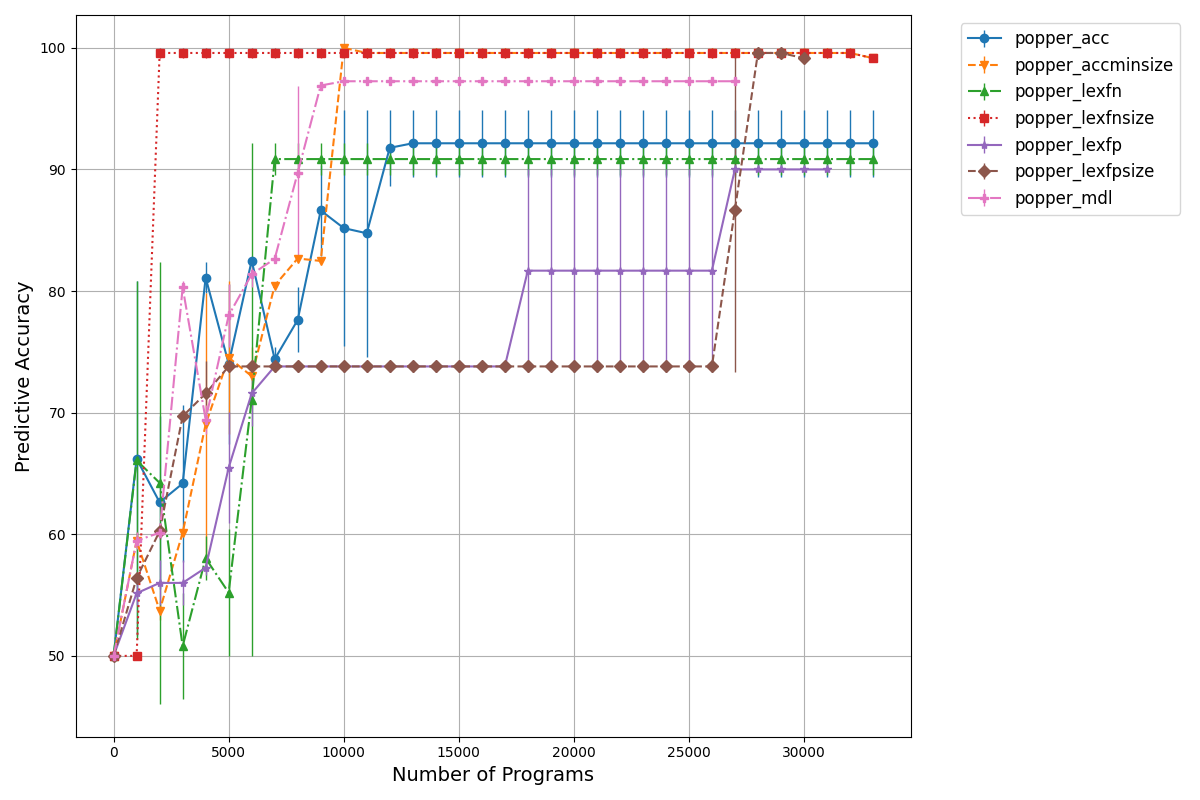 100
90
80
70
60
50
Predictive Accuracy
0
5000
10000
15000
20000
25000
30000
Number of Programs
popper_acc
popper_accminsize
popper_lexfn
popper_lexfnsize
popper_lexfp
popper_lexfpsize
popper_mdl